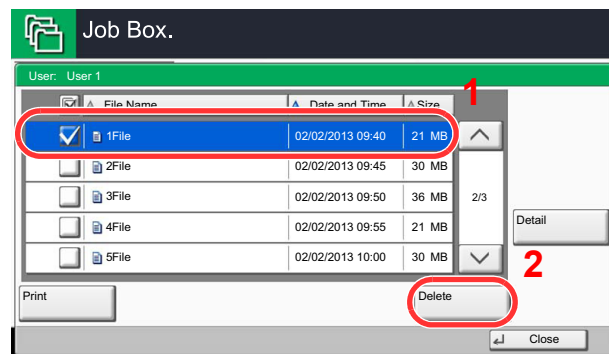 Job Box.
User: User 1
1
File Name Date and Time Size
1File 02/02/2013 09:40 21 MB
2File 02/02/2013 09:45 30 MB
3File 02/02/2013 09:50 36 MB 2/3
4File 02/02/2013 09:55 21 MB
Detail
5File 02/02/2013 10:00 30 MB
2
Print Delete
Close